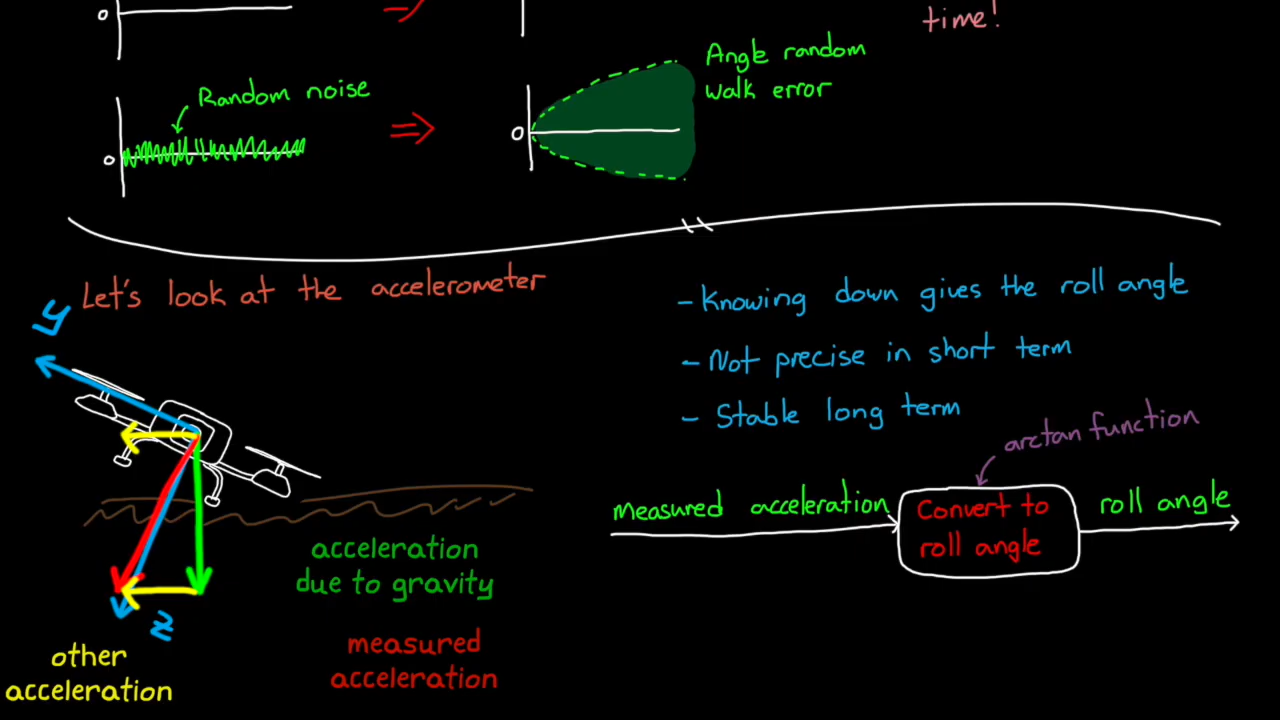 0
time!
Random noise
0
Angle random
walk error
0
Let's look at the accelerometer
y
z
acceleration
due to gravity
measured
acceleration
other
acceleration
- Knowing down gives the roll angle
- Not precise in short term
- Stable long term
arctan function
measured acceleration
Convert to
roll angle
roll angle